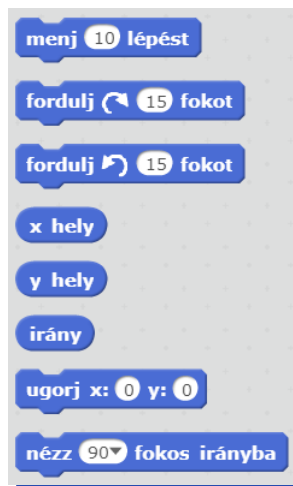 menj 10 lépést
fordulj 15 fokot
fordulj 15 fokot
x hely
y hely
irány
ugorj x: 0 y: 0
nézz 90 fokos irányba